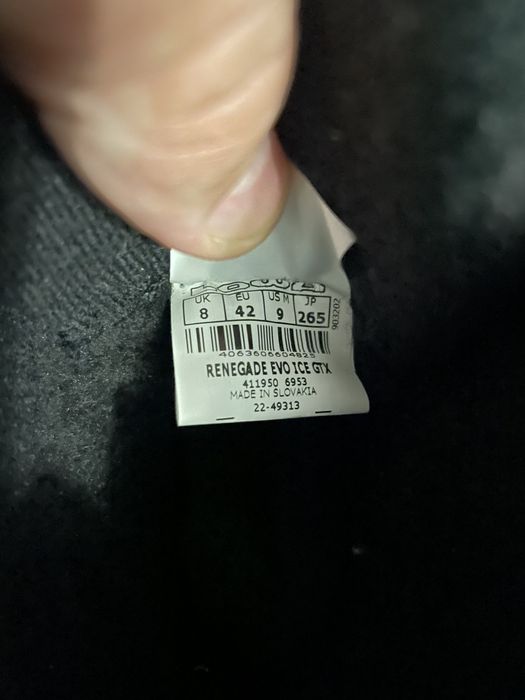 LOWA
UK EU US M JP
8 42 9 265
903202
4063606604825
RENEGADE EVO ICE GTX
411950 6953
MADE IN SLOVAKIA
22-49313